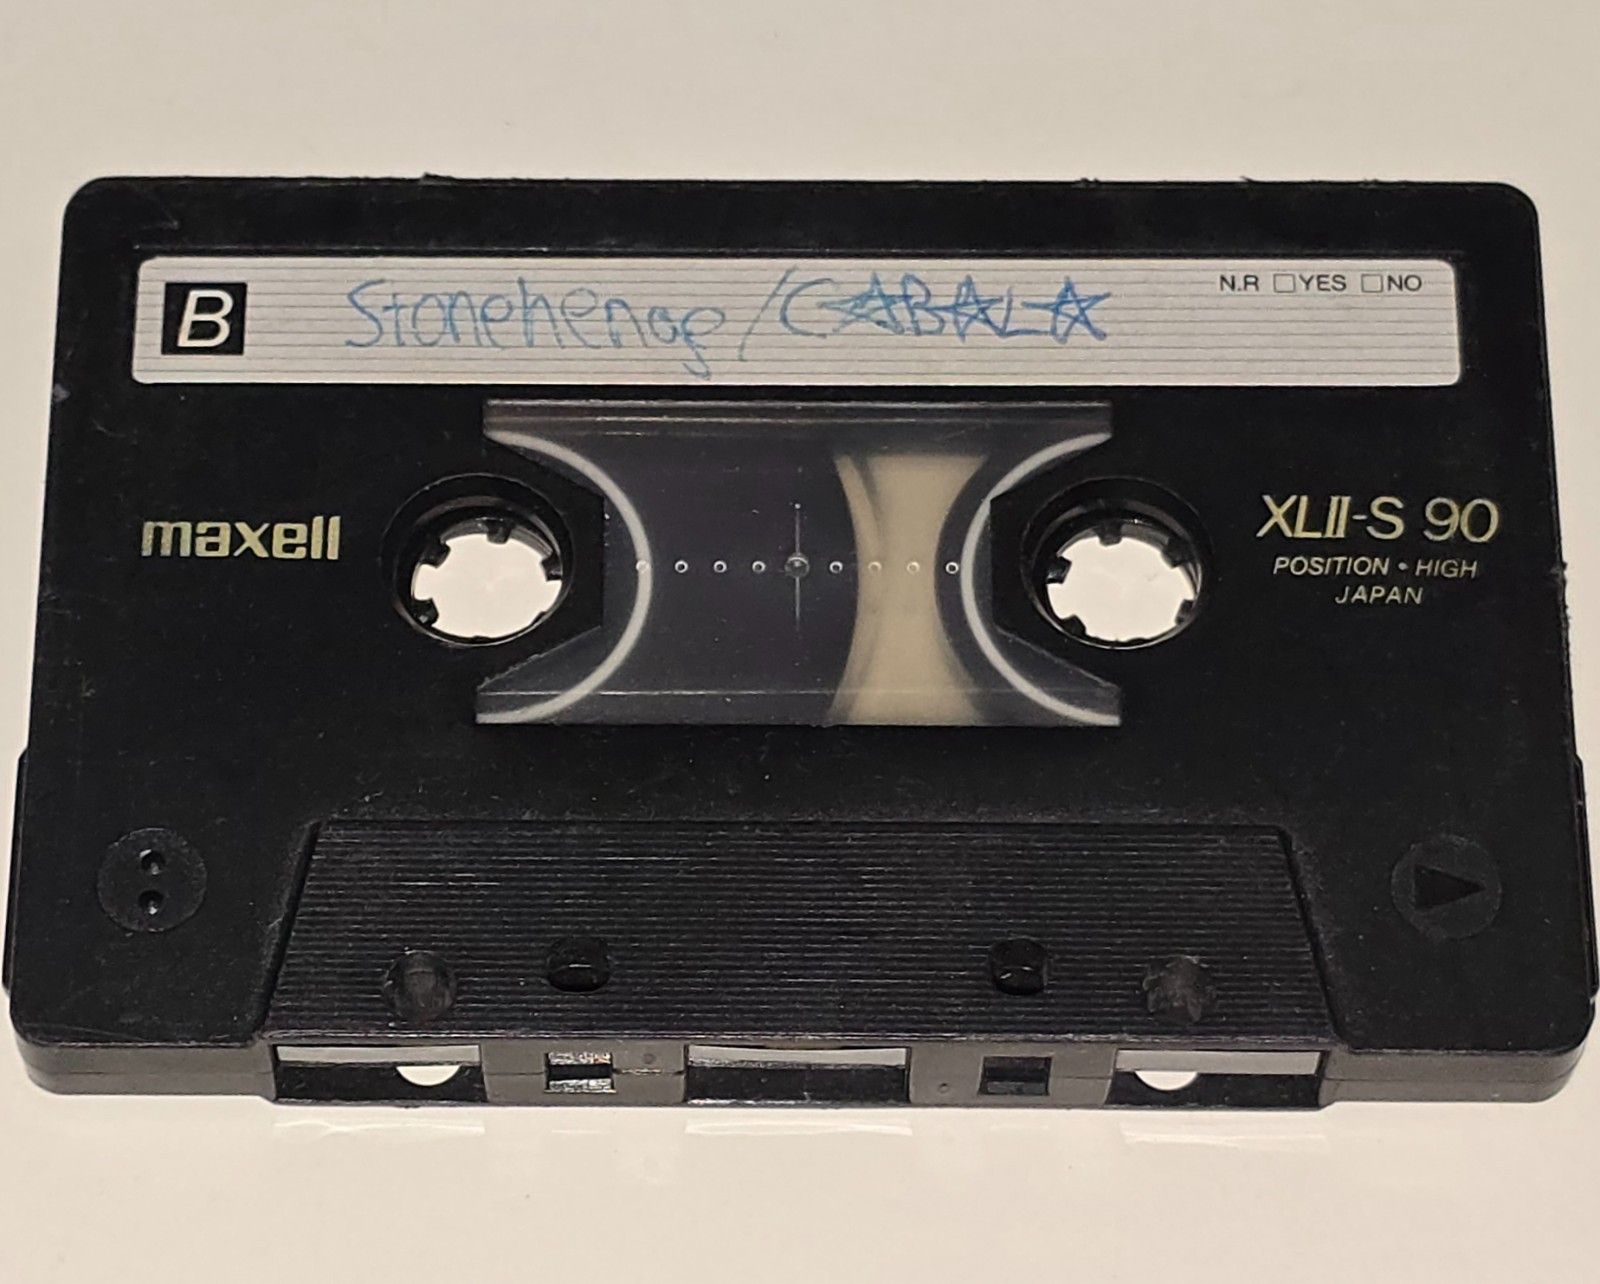 B Stonehenge/CABALA N.R □YES □NO
maxell
XLII-S 90
POSITION • HIGH
JAPAN